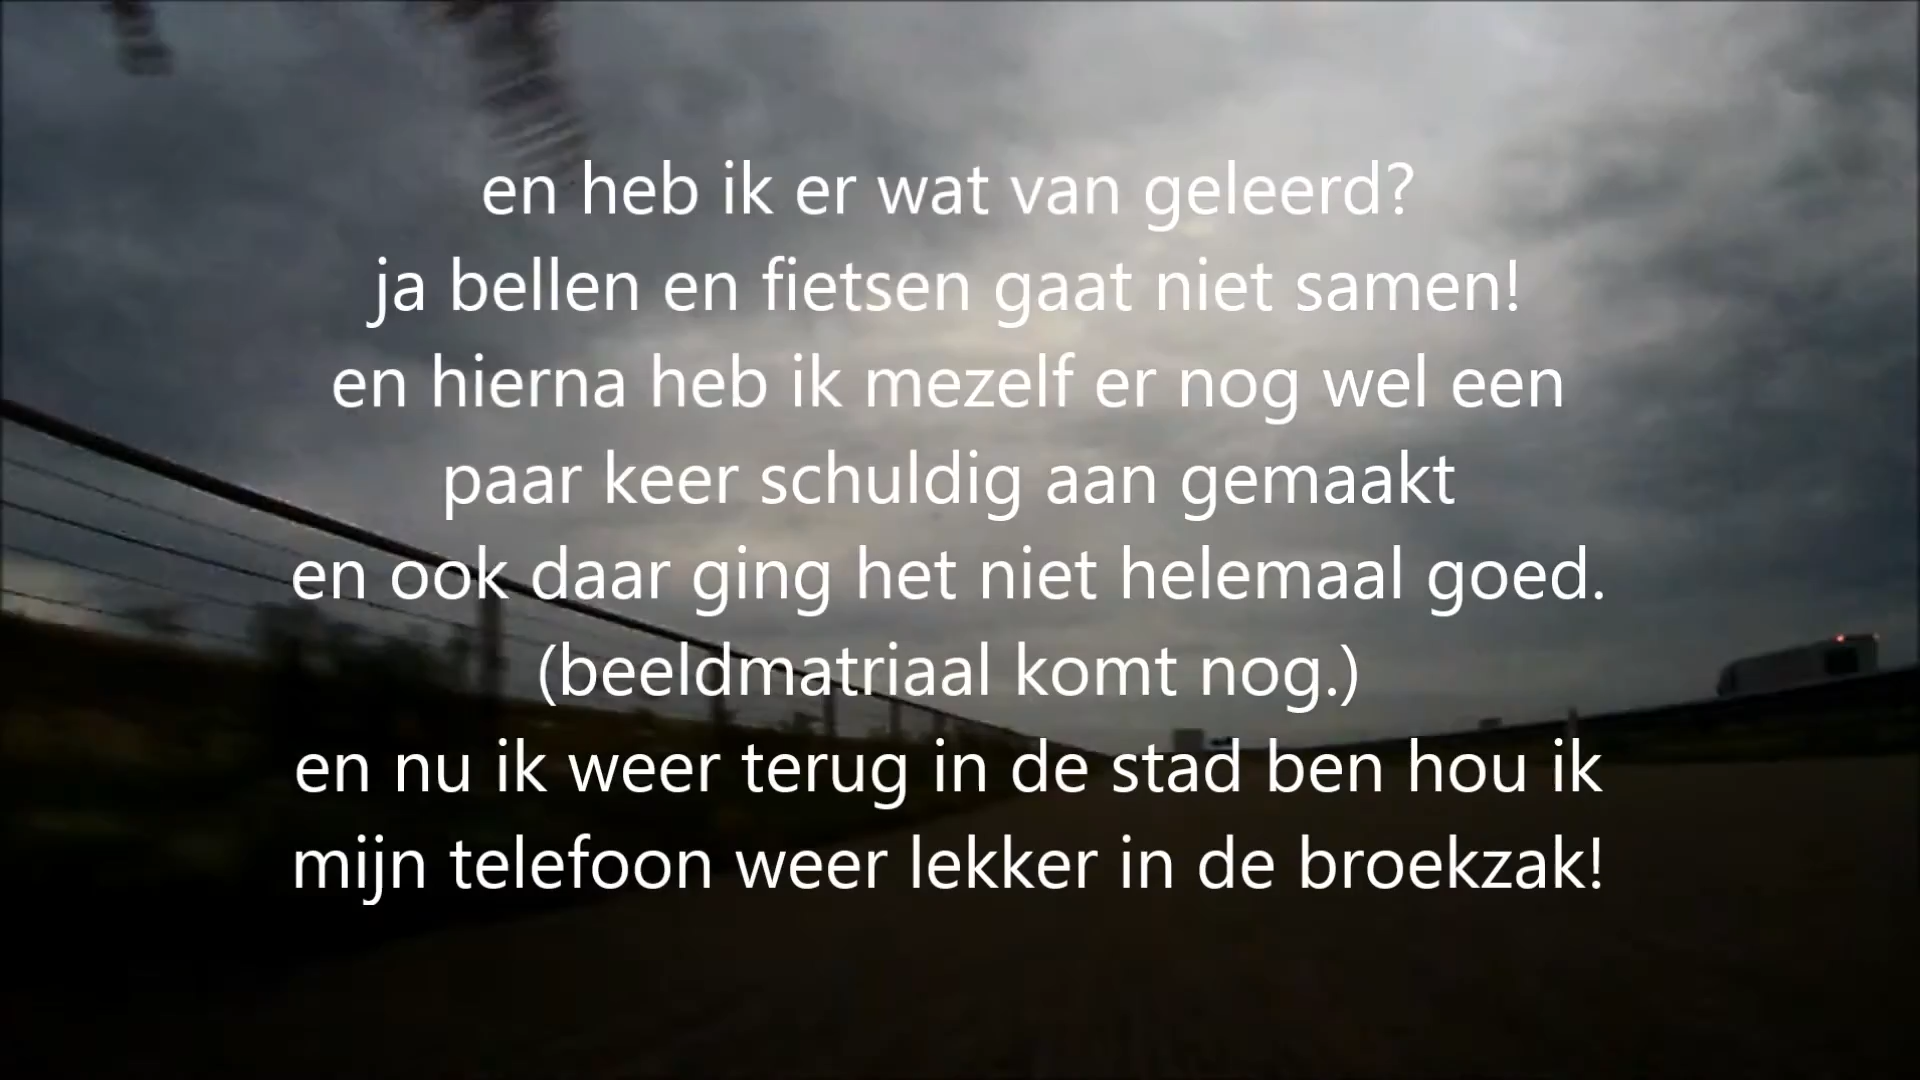 en heb ik er wat van geleerd?
ja bellen en fietsen gaat niet samen!
en hierna heb ik mezelf er nog wel een
paar keer schuldig aan gemaakt
en ook daar ging het niet helemaal goed.
(beeldmatriaal komt nog.)
en nu ik weer terug in de stad ben hou ik
mijn telefoon weer lekker in de broekzak!